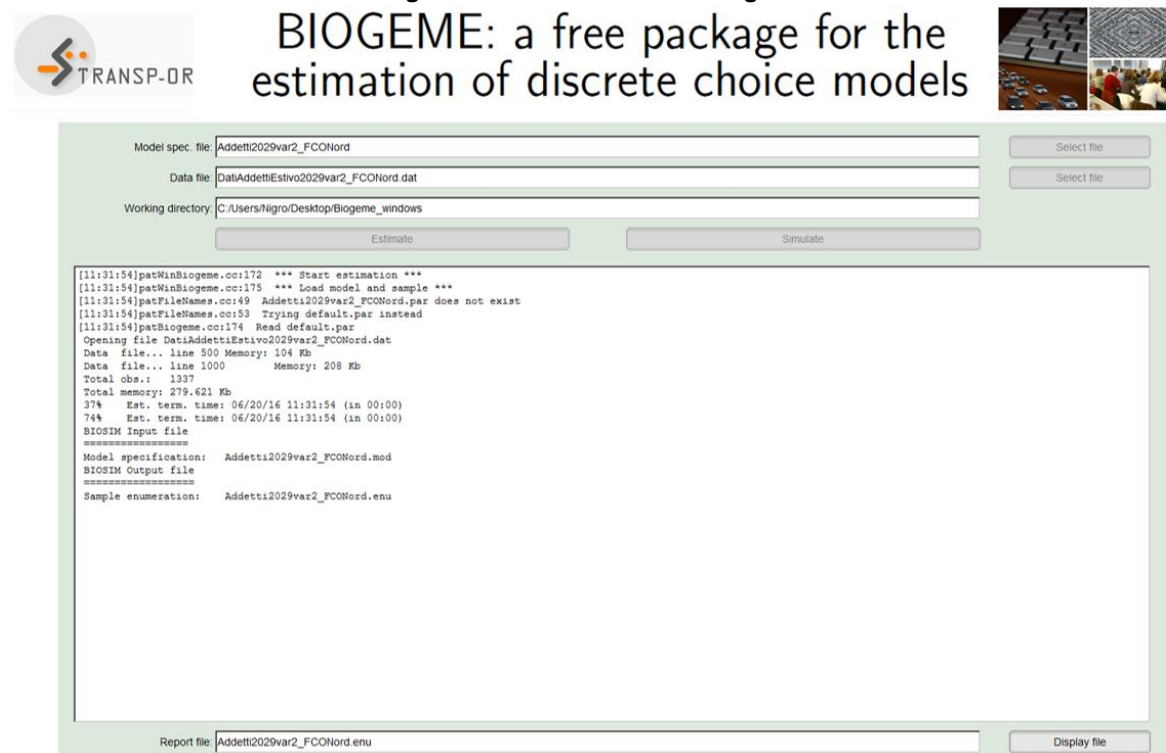 BIOGEME: a free package for the
estimation of discrete choice models
TRANSP-OR
Model spec. file: Addetti2029var2_FCONord
Select file
Data file: DatiAddettiEstivo2029var2_FCONord.dat
Select file
Working directory: C:/Users/Nigro/Desktop/Biogeme_windows
Estimate
Simulate
[11:31:54]patWinBiogeme.cc:172  *** Start estimation ***
[11:31:54]patWinBiogeme.cc:175  *** Load model and sample ***
[11:31:54]patFileNames.cc:49  Addetti2029var2_FCONord.par does not exist
[11:31:54]patFileNames.cc:53  Trying default.par instead
[11:31:54]patBiogeme.cc:174  Read default.par
Opening file DatiAddettiEstivo2029var2_FCONord.dat
Data  file... line 500 Memory: 104 Kb
Data  file... line 1000       Memory: 208 Kb
Total obs.:  1337
Total memory: 279.621 Kb
37%   Est. term. time: 06/20/16 11:31:54 (in 00:00)
74%   Est. term. time: 06/20/16 11:31:54 (in 00:00)
BIOSIM Input file
=================
Model specification:   Addetti2029var2_FCONord.mod
BIOSIM Output file
==================
Sample enumeration:    Addetti2029var2_FCONord.enu
Report file: Addetti2029var2_FCONord.enu
Display file